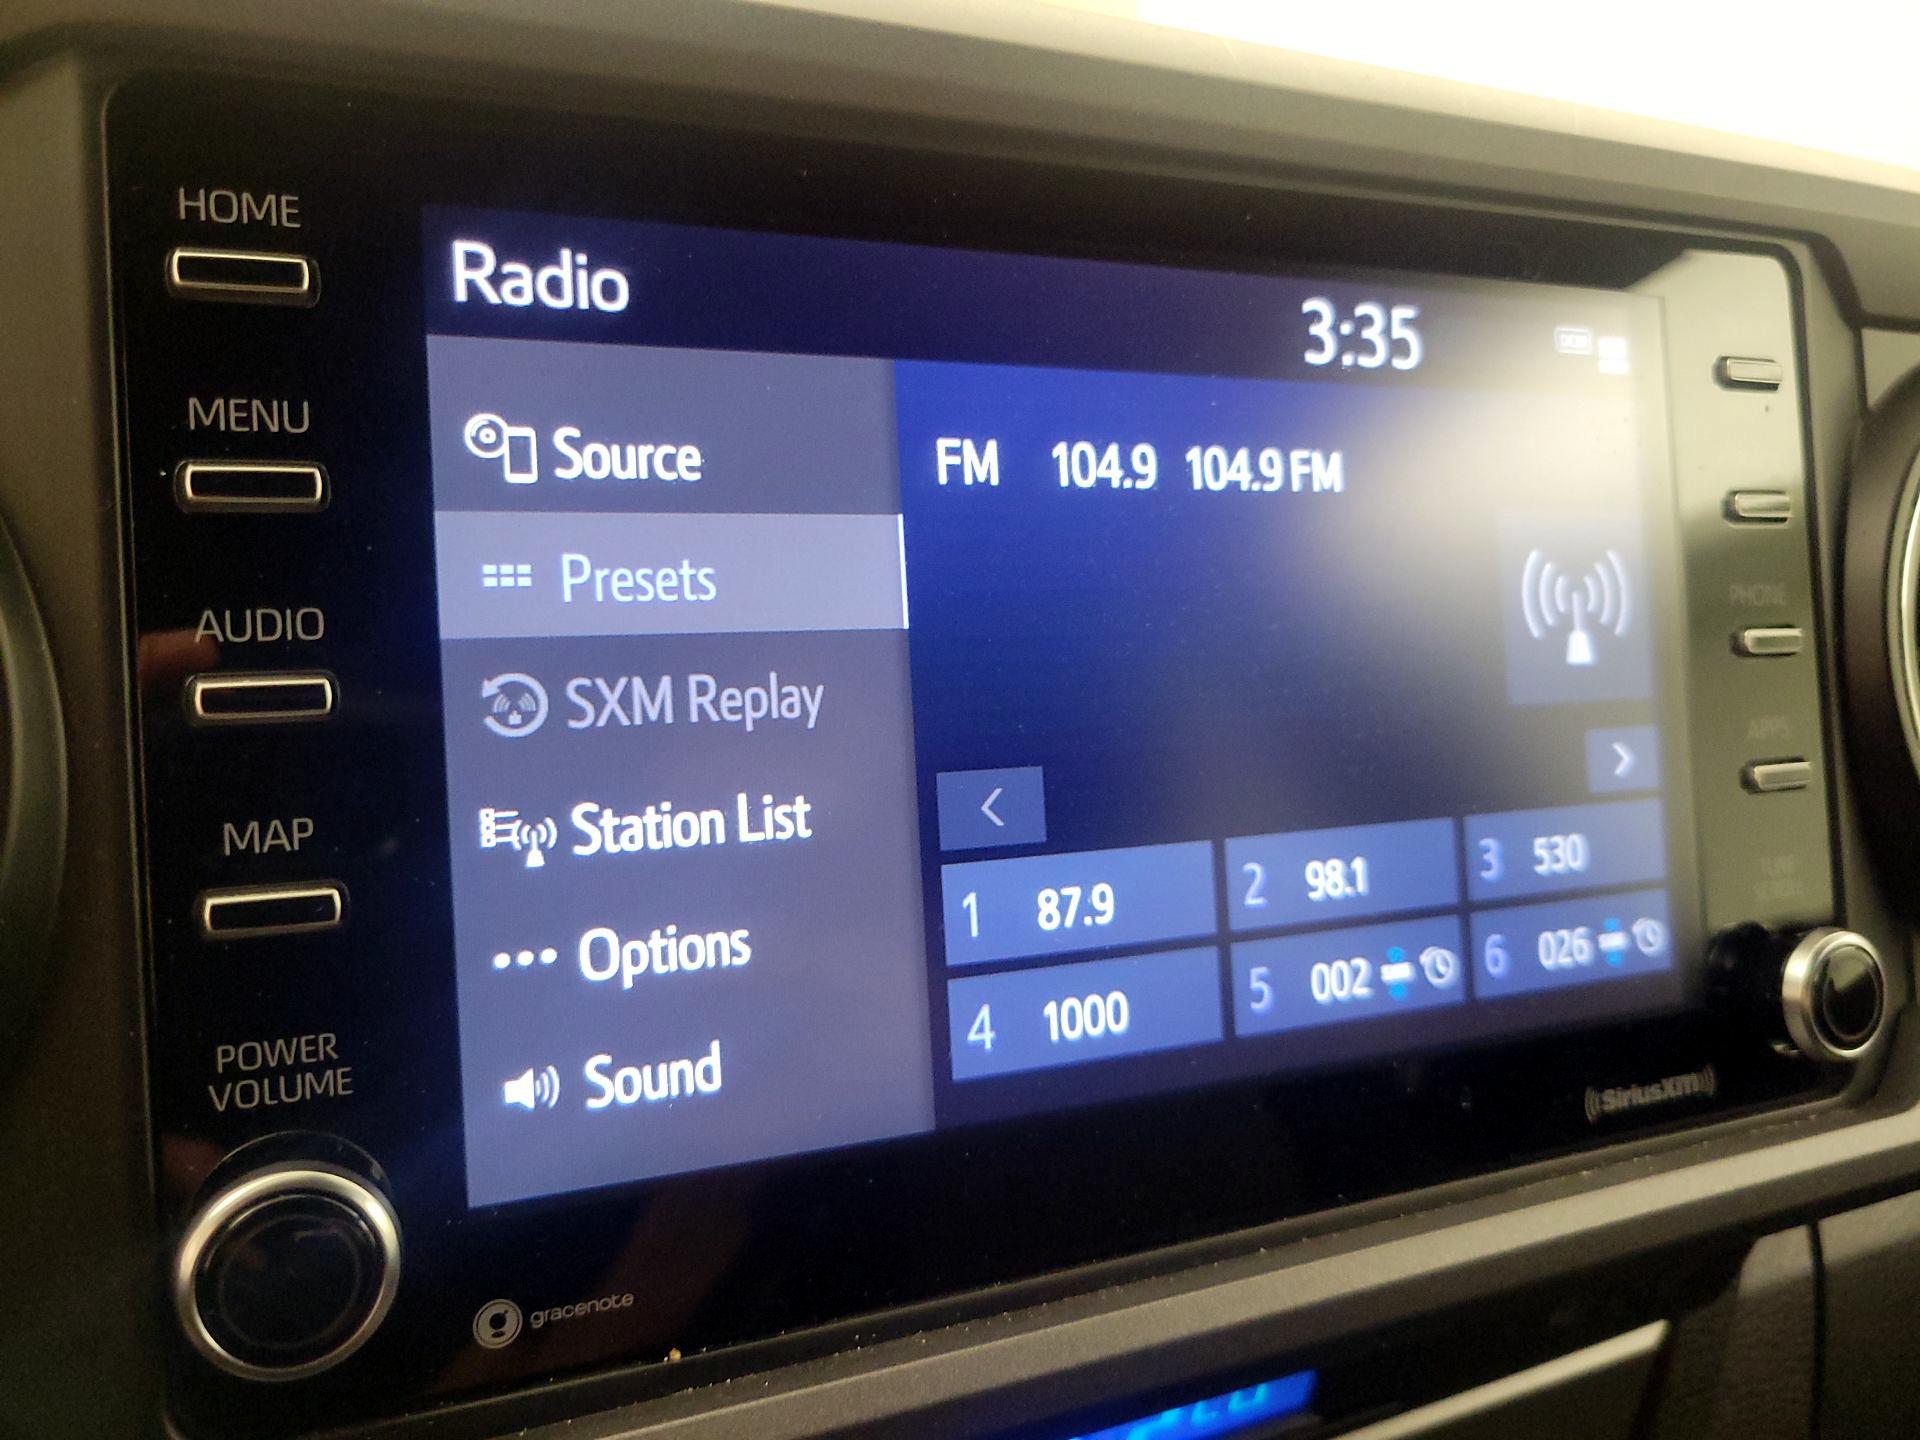 HOME
MENU
AUDIO
MAP
POWER
VOLUME
Radio
3:35
Source
Presets
SXM Replay
Station List
Options
Sound
FM 104.9 104.9 FM
1 87.9
2 98.1
3 530
4 1000
5 002
6 026
PHONE
APPS
((SiriusXM))
gracenote